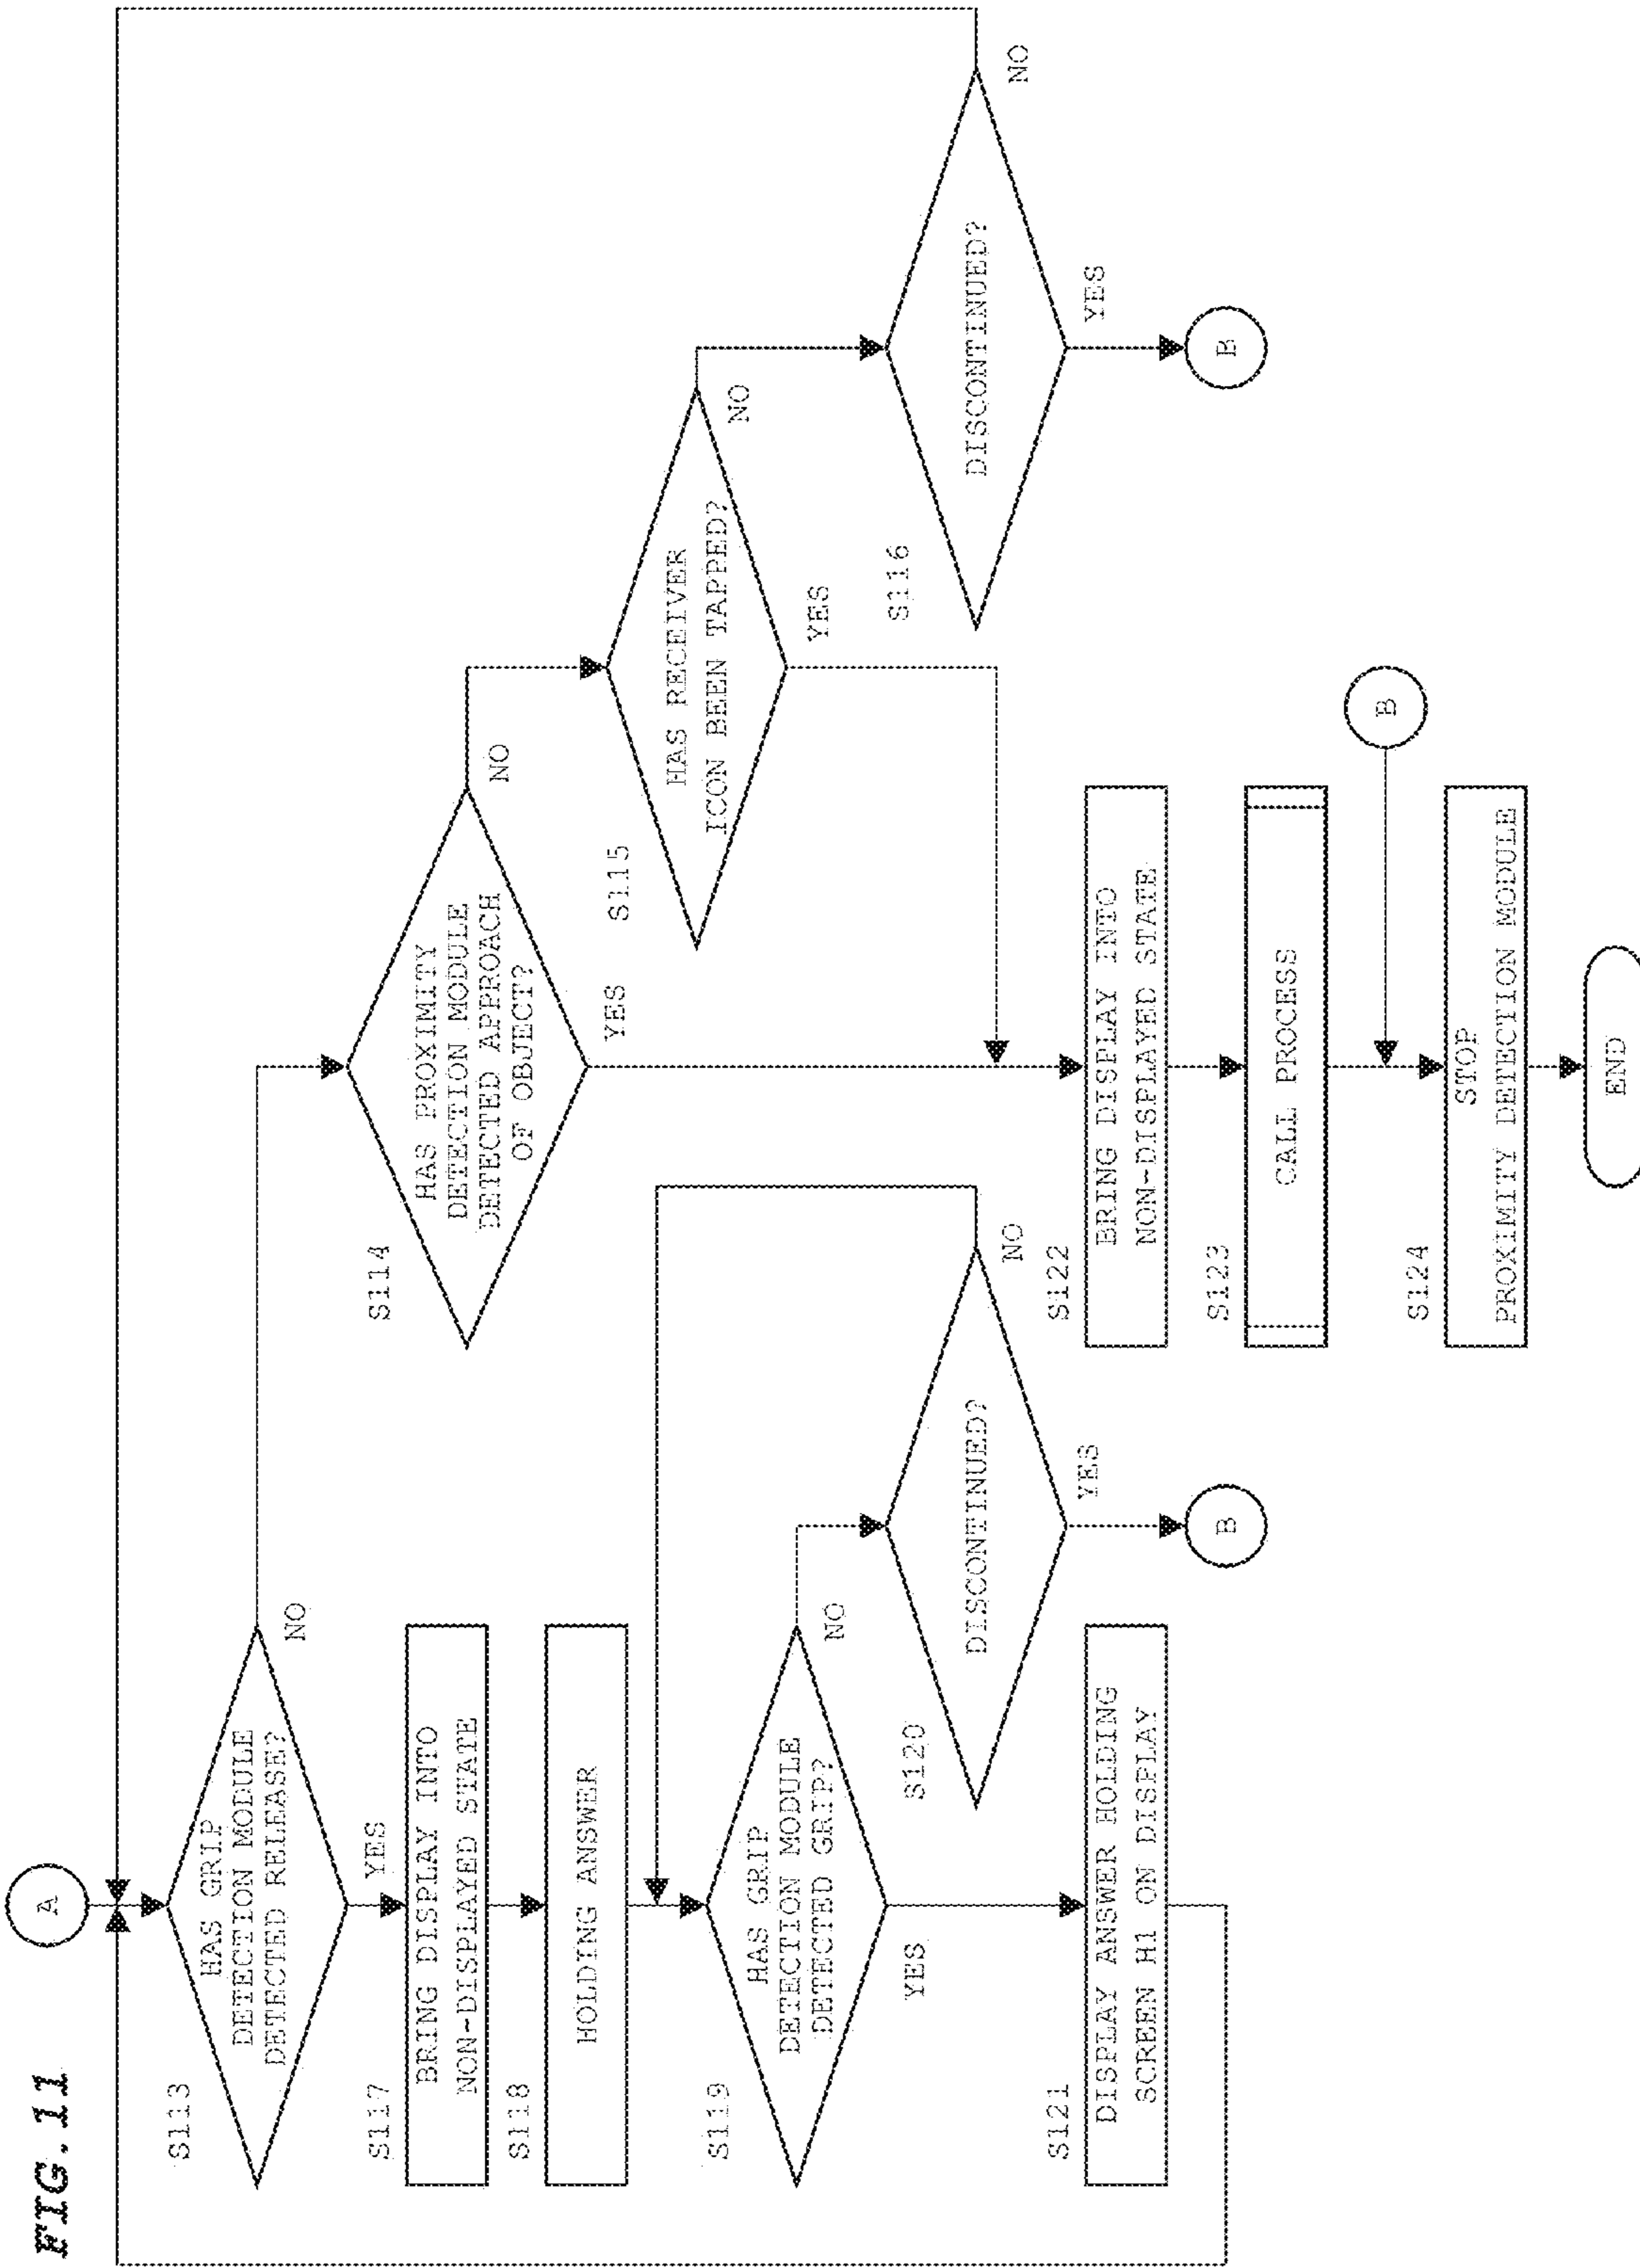 FIG.11
A
S113
HAS GRIP
DETECTION MODULE
DETECTED RELEASE?
NO
YES
S117
BRING DISPLAY INTO
NON-DISPLAYED STATE
S118
HOLDING ANSWER
S119
HAS GRIP
DETECTION MODULE
DETECTED GRIP?
NO
YES
S120
DISCONTINUED?
NO
YES
B
S121
DISPLAY ANSWER HOLDING
SCREEN H1 ON DISPLAY
S114
HAS PROXIMITY
DETECTION MODULE
DETECTED APPROACH
OF OBJECT?
NO
YES
S115
HAS RECEIVER
ICON BEEN TAPPED?
NO
YES
S116
DISCONTINUED?
NO
YES
B
S122
BRING DISPLAY INTO
NON-DISPLAYED STATE
S123
CALL PROCESS
B
S124
STOP
PROXIMITY DETECTION MODULE
END